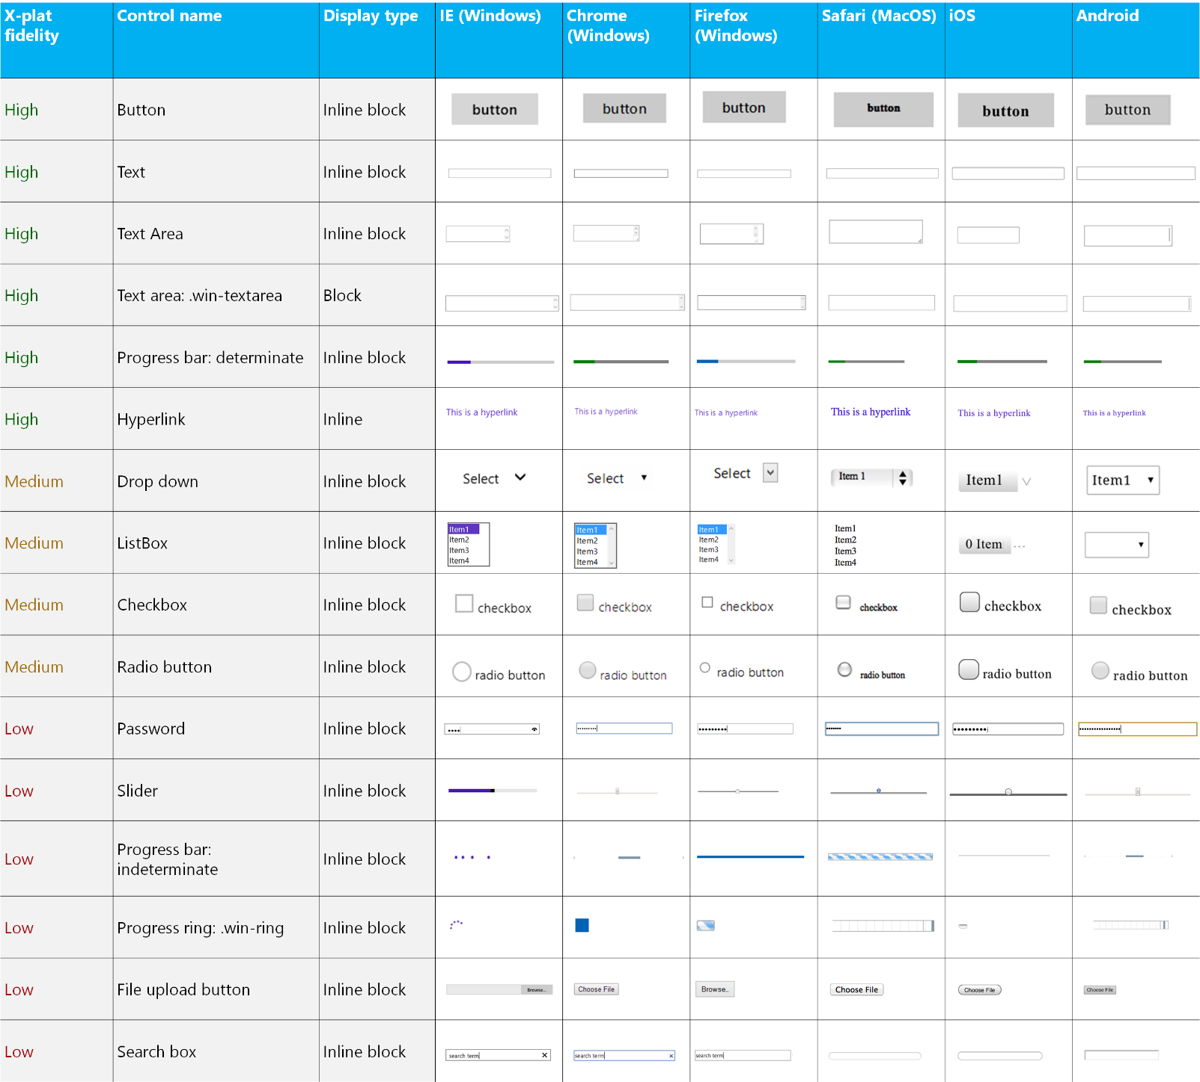 X-plat fidelity Control name Display type IE (Windows) Chrome (Windows) Firefox (Windows) Safari (MacOS) iOS Android
High Button Inline block button button button button button button
High Text Inline block
High Text Area Inline block
High Text area: .win-textarea Block
High Progress bar: determinate Inline block
High Hyperlink Inline This is a hyperlink This is a hyperlink This is a hyperlink This is a hyperlink This is a hyperlink This is a hyperlink
Medium Drop down Inline block Select Select Select Item 1 Item1 Item1
Medium ListBox Inline block Item1 Item1 Item1 Item1
Item2 Item2 Item2 Item2 0 Item ...
Item3 Item3 Item3 Item3
Item4 Item4 Item4 Item4
Medium Checkbox Inline block checkbox checkbox checkbox checkbox checkbox checkbox
Medium Radio button Inline block radio button radio button radio button radio button radio button radio button
Low Password Inline block
Low Slider Inline block
Low Progress bar: indeterminate Inline block
Low Progress ring: .win-ring Inline block
Low File upload button Inline block Browse... Choose File Browse.. Choose File Choose File Choose File
Low Search box Inline block search term search term search term